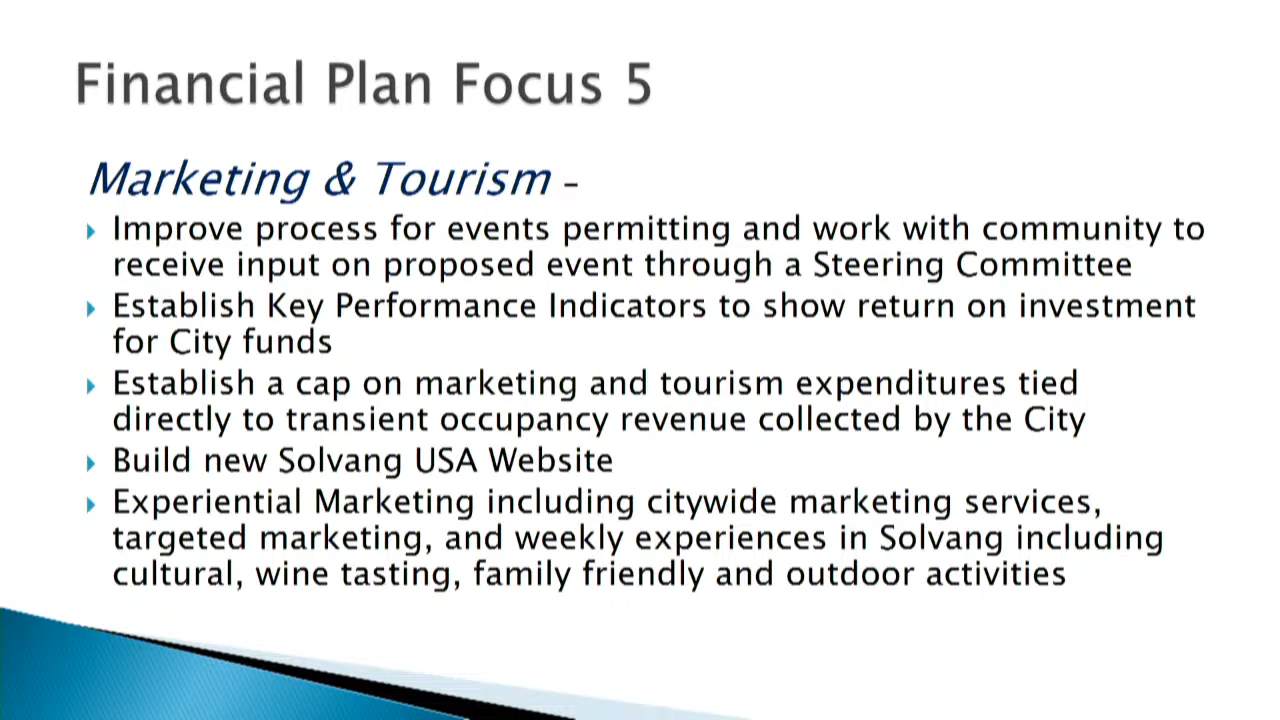 Financial Plan Focus 5
Marketing & Tourism –
Improve process for events permitting and work with community to
receive input on proposed event through a Steering Committee
Establish Key Performance Indicators to show return on investment
for City funds
Establish a cap on marketing and tourism expenditures tied
directly to transient occupancy revenue collected by the City
Build new Solvang USA Website
Experiential Marketing including citywide marketing services,
targeted marketing, and weekly experiences in Solvang including
cultural, wine tasting, family friendly and outdoor activities